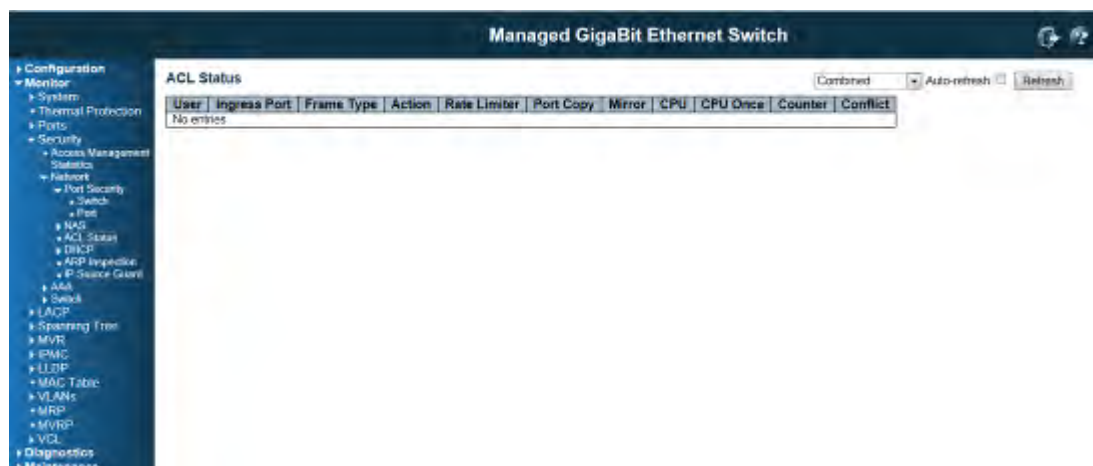 Managed GigaBit Ethernet Switch
Configuration
Monitor
System
Thermal Protection
Ports
Security
Access Management
Statistics
Network
Port Security
Switch
Port
NAS
ACL Status
DHCP
ARP Inspection
IP Source Guard
AAA
Switch
LACP
Spanning Tree
MVR
IPMC
LLDP
MAC Table
VLANs
MRP
MVRP
VCL
Diagnostics
Maintenance
ACL Status
Combined Auto-refresh Refresh
User Ingress Port Frame Type Action Rate Limiter Port Copy Mirror CPU CPU Once Counter Conflict
No entries